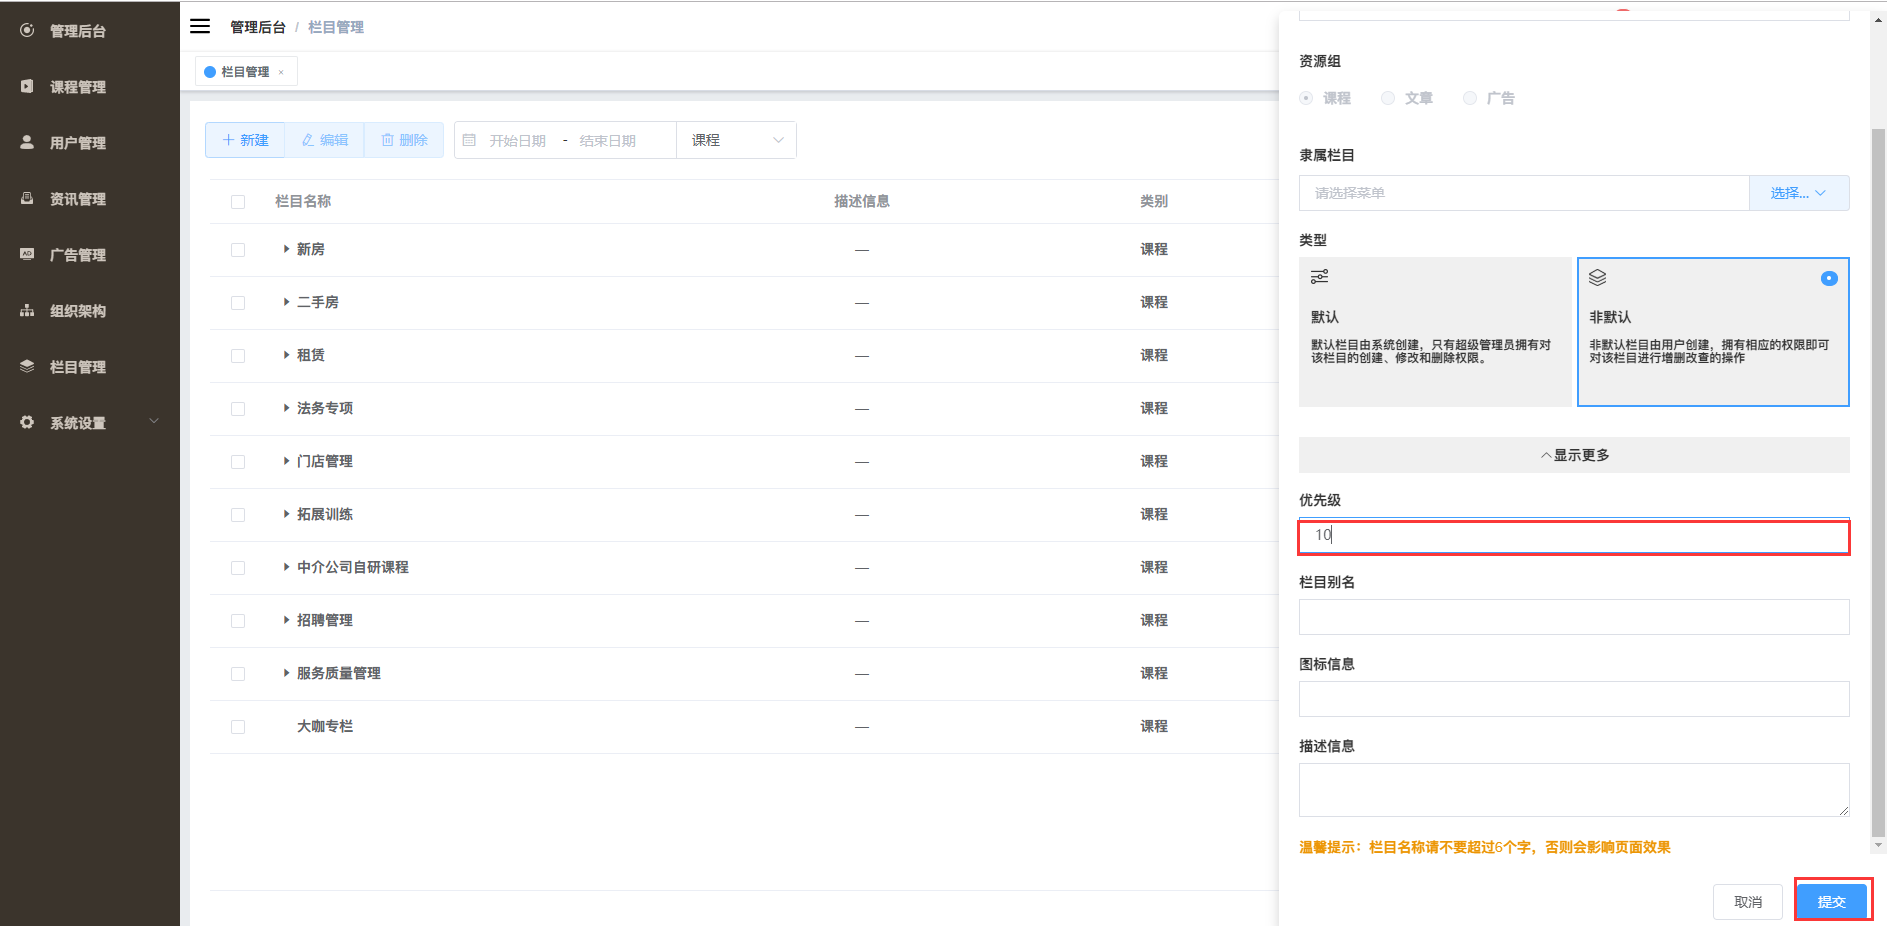 管理后台
课程管理
用户管理
资讯管理
广告管理
组织架构
栏目管理
系统设置
管理后台 / 栏目管理
栏目管理 ×
新建 编辑 删除 开始日期 - 结束日期 课程
栏目名称 描述信息 类别
新房 — 课程
二手房 — 课程
租赁 — 课程
法务专项 — 课程
门店管理 — 课程
拓展训练 — 课程
中介公司自研课程 — 课程
招聘管理 — 课程
服务质量管理 — 课程
大咖专栏 — 课程
资源组
课程 文章 广告
隶属栏目
请选择菜单 选择...
类型
默认
默认栏目由系统创建，只有超级管理员拥有对
该栏目的创建、修改和删除权限。
非默认
非默认栏目由用户创建，拥有相应的权限即可
对该栏目进行增删改查的操作
显示更多
优先级
10
栏目别名
图标信息
描述信息
温馨提示：栏目名称请不要超过6个字，否则会影响页面效果
取消 提交